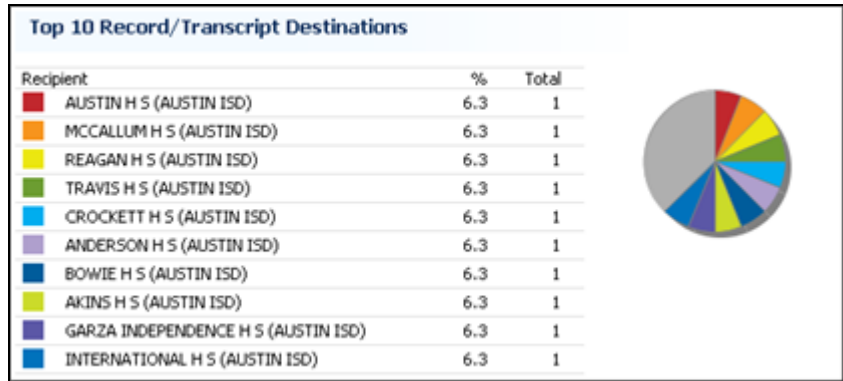 Top 10 Record/Transcript Destinations
Recipient % Total
AUSTIN H S (AUSTIN ISD) 6.3 1
MCCALLUM H S (AUSTIN ISD) 6.3 1
REAGAN H S (AUSTIN ISD) 6.3 1
TRAVIS H S (AUSTIN ISD) 6.3 1
CROCKETT H S (AUSTIN ISD) 6.3 1
ANDERSON H S (AUSTIN ISD) 6.3 1
BOWIE H S (AUSTIN ISD) 6.3 1
AKINS H S (AUSTIN ISD) 6.3 1
GARZA INDEPENDENCE H S (AUSTIN ISD) 6.3 1
INTERNATIONAL H S (AUSTIN ISD) 6.3 1